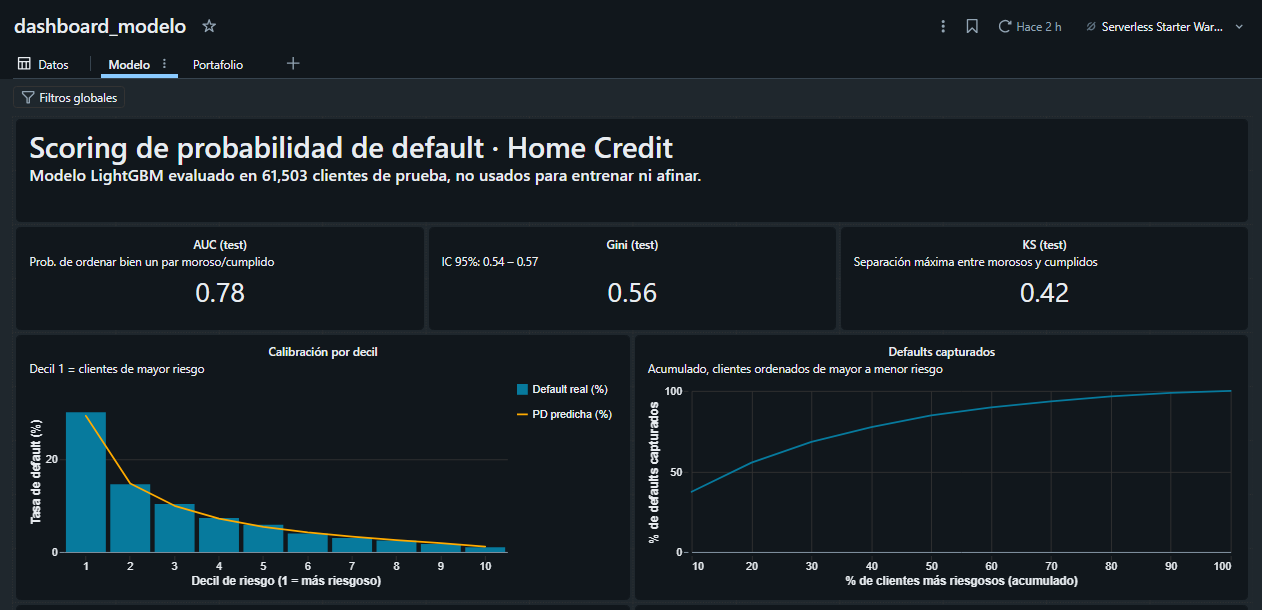 dashboard_modelo
Hace 2 h
Serverless Starter War...
Datos
Modelo
Portafolio
Filtros globales
Scoring de probabilidad de default · Home Credit
Modelo LightGBM evaluado en 61,503 clientes de prueba, no usados para entrenar ni afinar.
AUC (test)
Prob. de ordenar bien un par moroso/cumplido
0.78
Gini (test)
IC 95%: 0.54 – 0.57
0.56
KS (test)
Separación máxima entre morosos y cumplidos
0.42
Calibración por decil
Decil 1 = clientes de mayor riesgo
Default real (%)
PD predicha (%)
Tasa de default (%)
20
0
1 2 3 4 5 6 7 8 9 10
Decil de riesgo (1 = más riesgoso)
Defaults capturados
Acumulado, clientes ordenados de mayor a menor riesgo
% de defaults capturados
100
50
0
10 20 30 40 50 60 70 80 90 100
% de clientes más riesgosos (acumulado)